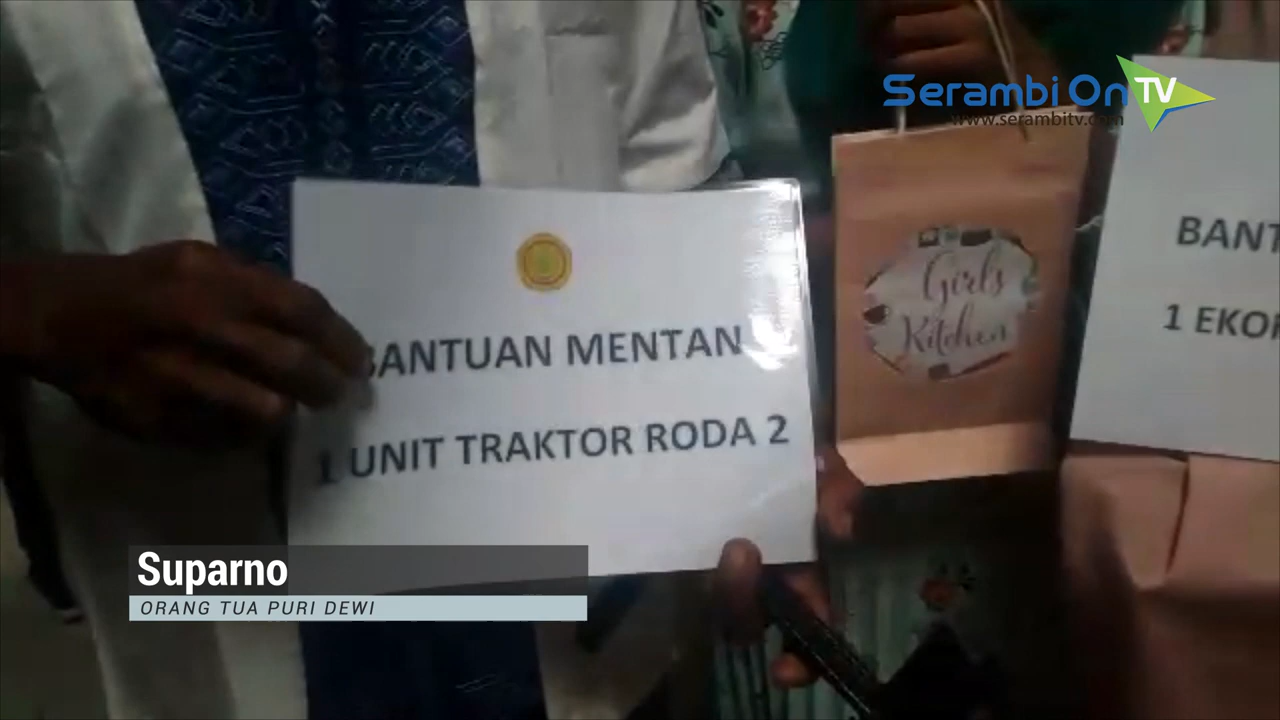 Serambi On TV
www.serambitv.com
BANTUAN MENTAN
1 UNIT TRAKTOR RODA 2
Girls
Kitchen
BANT
1 EKO
Suparno
ORANG TUA PURI DEWI